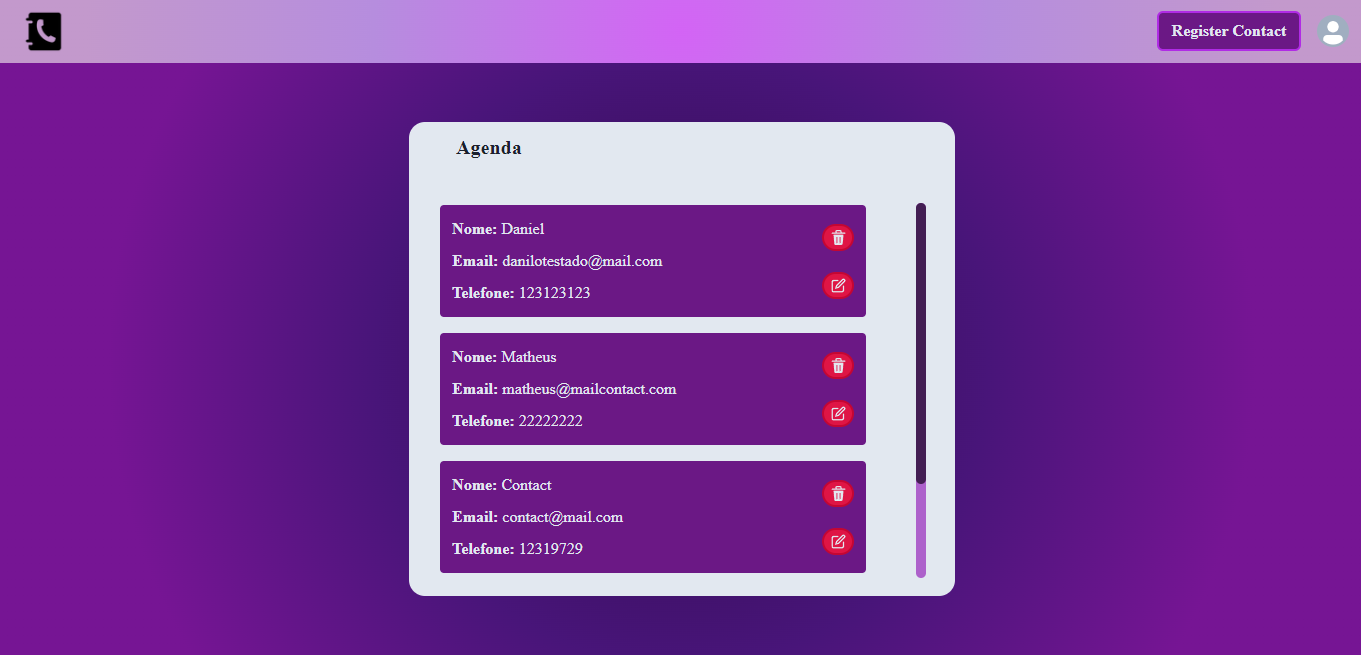 Register Contact
Agenda
Nome: Daniel
Email: danilotestado@mail.com
Telefone: 123123123
Nome: Matheus
Email: matheus@mailcontact.com
Telefone: 22222222
Nome: Contact
Email: contact@mail.com
Telefone: 12319729